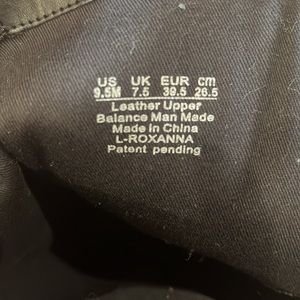 US UK EUR cm
9.5M 7.5 39.5 26.5
Leather Upper
Balance Man Made
Made in China
L-ROXANNA
Patent pending